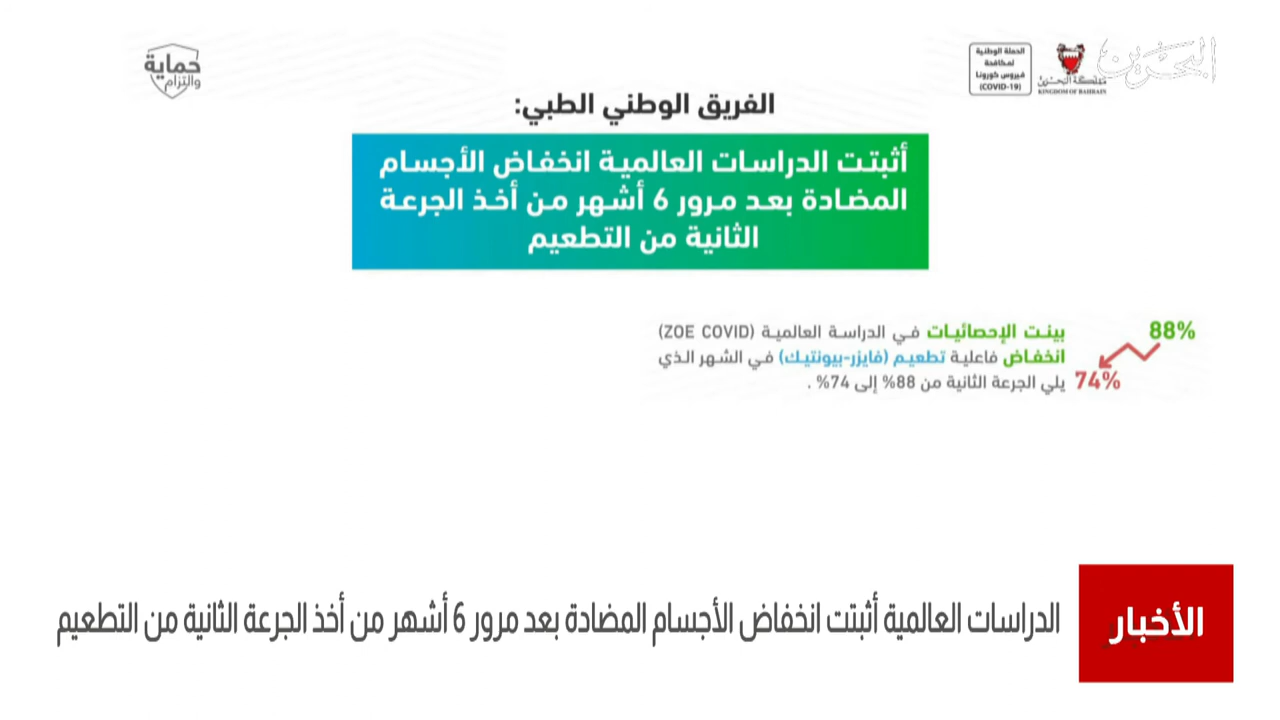 حماية
والتزام
الحملة الوطنية
لمكافحة
فيروس كورونا
(COVID-19)
مملكة البحرين
KINGDOM OF BAHRAIN
البحرين
الفريق الوطني الطبي:
أثبتت الدراسات العالمية انخفاض الأجسام
المضادة بعد مرور 6 أشهر من أخذ الجرعة
الثانية من التطعيم
88%
74%
بينت الإحصائيات في الدراسة العالمية (ZOE COVID)
انخفاض فاعلية تطعيم (فايزر-بيونتيك) في الشهر الذي
يلي الجرعة الثانية من 88% إلى 74% .
الأخبار
الدراسات العالمية أثبتت انخفاض الأجسام المضادة بعد مرور 6 أشهر من أخذ الجرعة الثانية من التطعيم